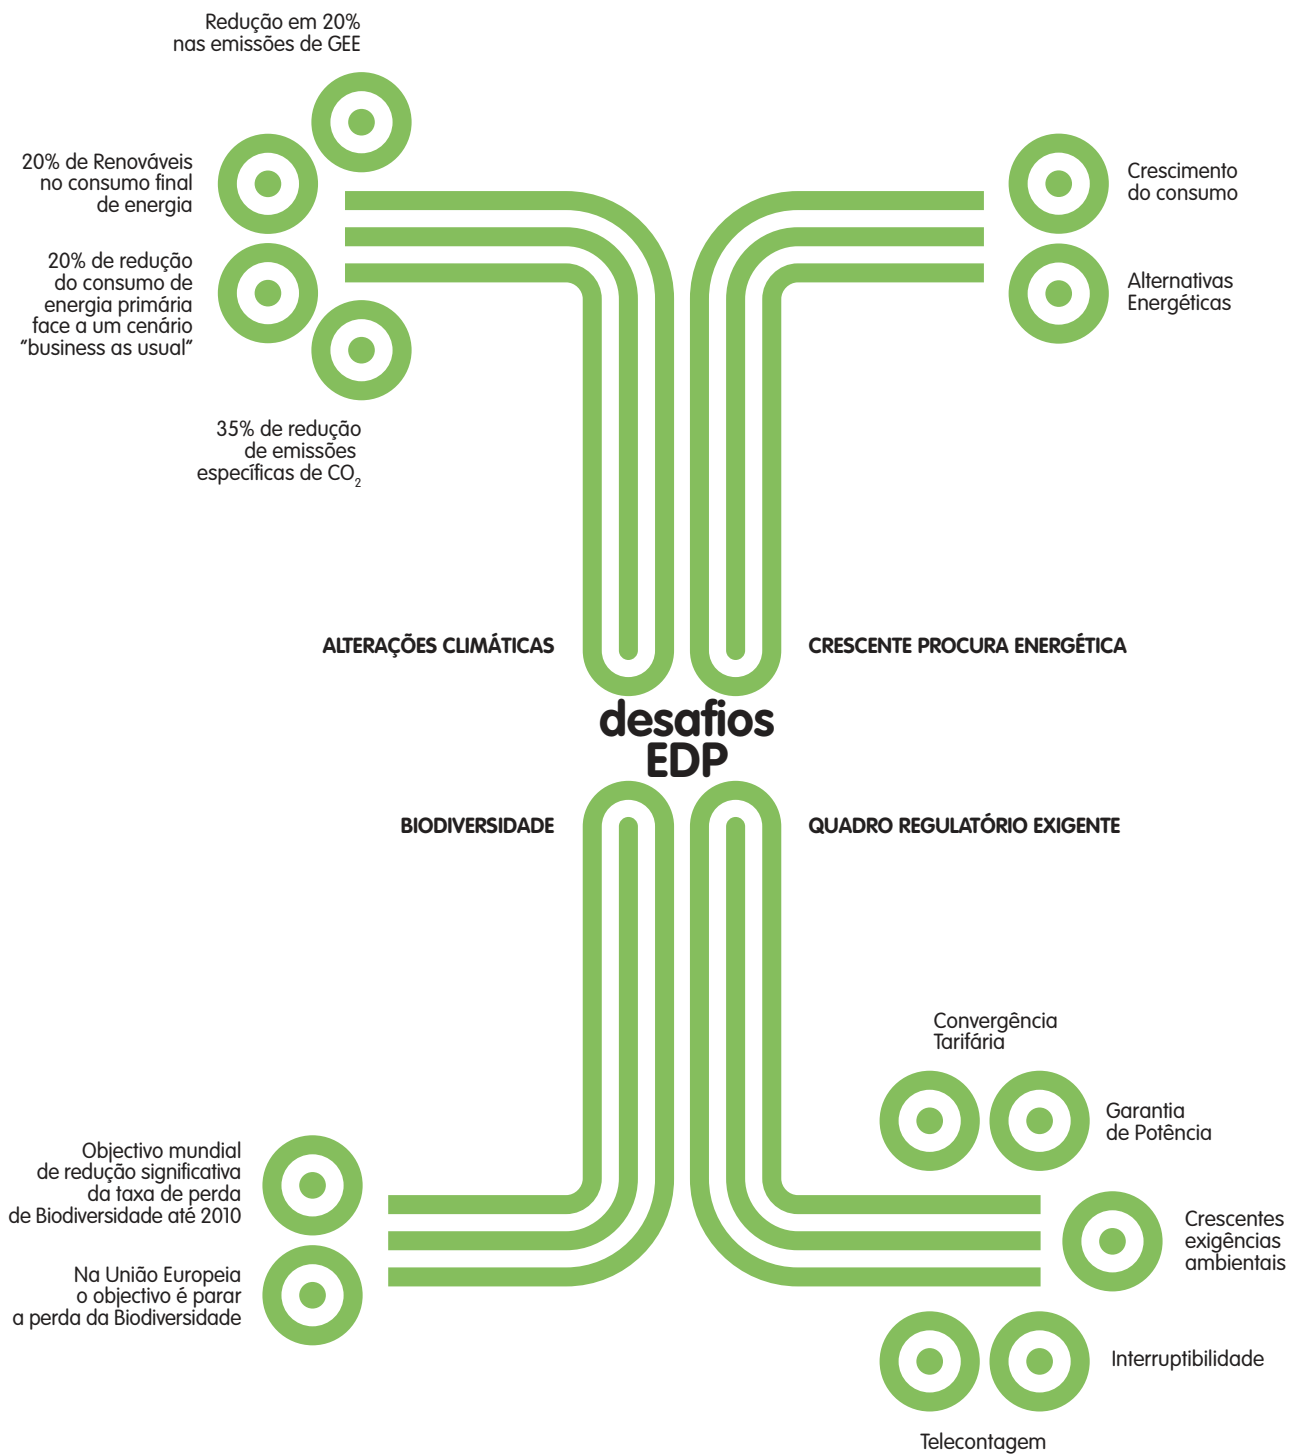 Redução em 20%
nas emissões de GEE
20% de Renováveis
no consumo final
de energia
20% de redução
do consumo de
energia primária
face a um cenário
“business as usual”
35% de redução
de emissões
específicas de CO₂
Crescimento
do consumo
Alternativas
Energéticas
ALTERAÇÕES CLIMÁTICAS
CRESCENTE PROCURA ENERGÉTICA
desafios
EDP
BIODIVERSIDADE
QUADRO REGULATÓRIO EXIGENTE
Objectivo mundial
de redução significativa
da taxa de perda
de Biodiversidade até 2010
Na União Europeia
o objectivo é parar
a perda da Biodiversidade
Convergência
Tarifária
Garantia
de Potência
Crescentes
exigências
ambientais
Interruptibilidade
Telecontagem